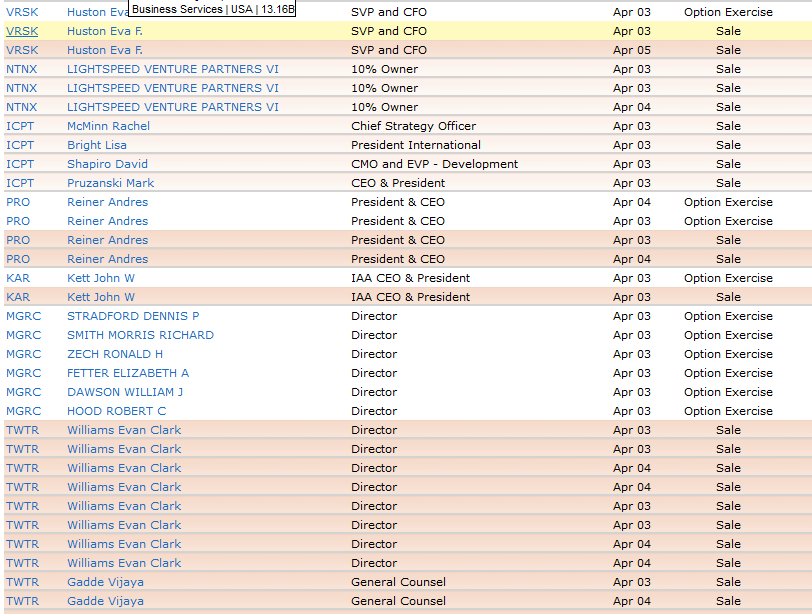 Business Services | USA | 13.16B
VRSK Huston Eva SVP and CFO Apr 03 Option Exercise
VRSK Huston Eva F. SVP and CFO Apr 03 Sale
VRSK Huston Eva F. SVP and CFO Apr 05 Sale
NTNX LIGHTSPEED VENTURE PARTNERS VI 10% Owner Apr 03 Sale
NTNX LIGHTSPEED VENTURE PARTNERS VI 10% Owner Apr 03 Sale
NTNX LIGHTSPEED VENTURE PARTNERS VI 10% Owner Apr 04 Sale
ICPT McMinn Rachel Chief Strategy Officer Apr 03 Sale
ICPT Bright Lisa President International Apr 03 Sale
ICPT Shapiro David CMO and EVP - Development Apr 03 Sale
ICPT Pruzanski Mark CEO & President Apr 03 Sale
PRO Reiner Andres President & CEO Apr 04 Option Exercise
PRO Reiner Andres President & CEO Apr 03 Option Exercise
PRO Reiner Andres President & CEO Apr 03 Sale
PRO Reiner Andres President & CEO Apr 04 Sale
KAR Kett John W IAA CEO & President Apr 03 Option Exercise
KAR Kett John W IAA CEO & President Apr 03 Sale
MGRC STRADFORD DENNIS P Director Apr 03 Option Exercise
MGRC SMITH MORRIS RICHARD Director Apr 03 Option Exercise
MGRC ZECH RONALD H Director Apr 03 Option Exercise
MGRC FETTER ELIZABETH A Director Apr 03 Option Exercise
MGRC DAWSON WILLIAM J Director Apr 03 Option Exercise
MGRC HOOD ROBERT C Director Apr 03 Option Exercise
TWTR Williams Evan Clark Director Apr 03 Sale
TWTR Williams Evan Clark Director Apr 03 Sale
TWTR Williams Evan Clark Director Apr 04 Sale
TWTR Williams Evan Clark Director Apr 04 Sale
TWTR Williams Evan Clark Director Apr 03 Sale
TWTR Williams Evan Clark Director Apr 03 Sale
TWTR Williams Evan Clark Director Apr 04 Sale
TWTR Williams Evan Clark Director Apr 04 Sale
TWTR Gadde Vijaya General Counsel Apr 03 Sale
TWTR Gadde Vijaya General Counsel Apr 04 Sale